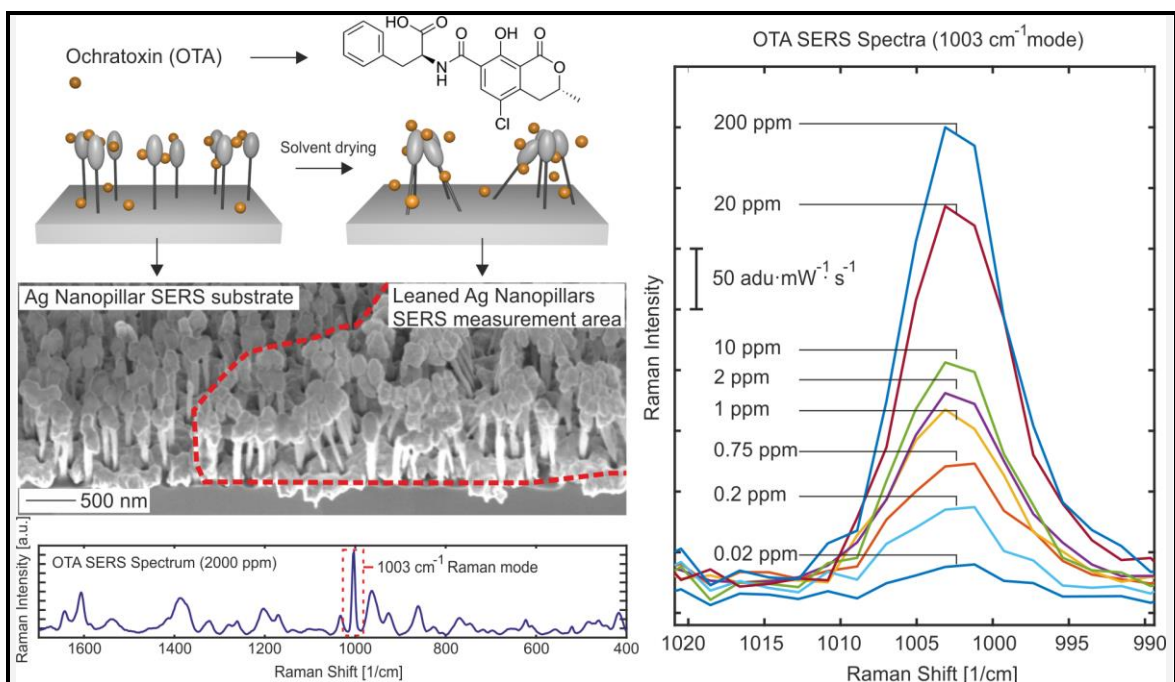 Ochratoxin (OTA)
HO
O
O
N
H
OH
O
O
Cl
Solvent drying
Ag Nanopillar SERS substrate
Leaned Ag Nanopillars
SERS measurement area
500 nm
Raman Intensity [a.u.]
OTA SERS Spectrum (2000 ppm)
1003 cm⁻¹ Raman mode
1600
1400
1200
1000
800
600
400
Raman Shift [1/cm]
OTA SERS Spectra (1003 cm⁻¹mode)
Raman Intensity
200 ppm
20 ppm
50 adu·mW⁻¹· s⁻¹
10 ppm
2 ppm
1 ppm
0.75 ppm
0.2 ppm
0.02 ppm
1020
1015
1009
1005
1000
995
990
Raman Shift [1/cm]